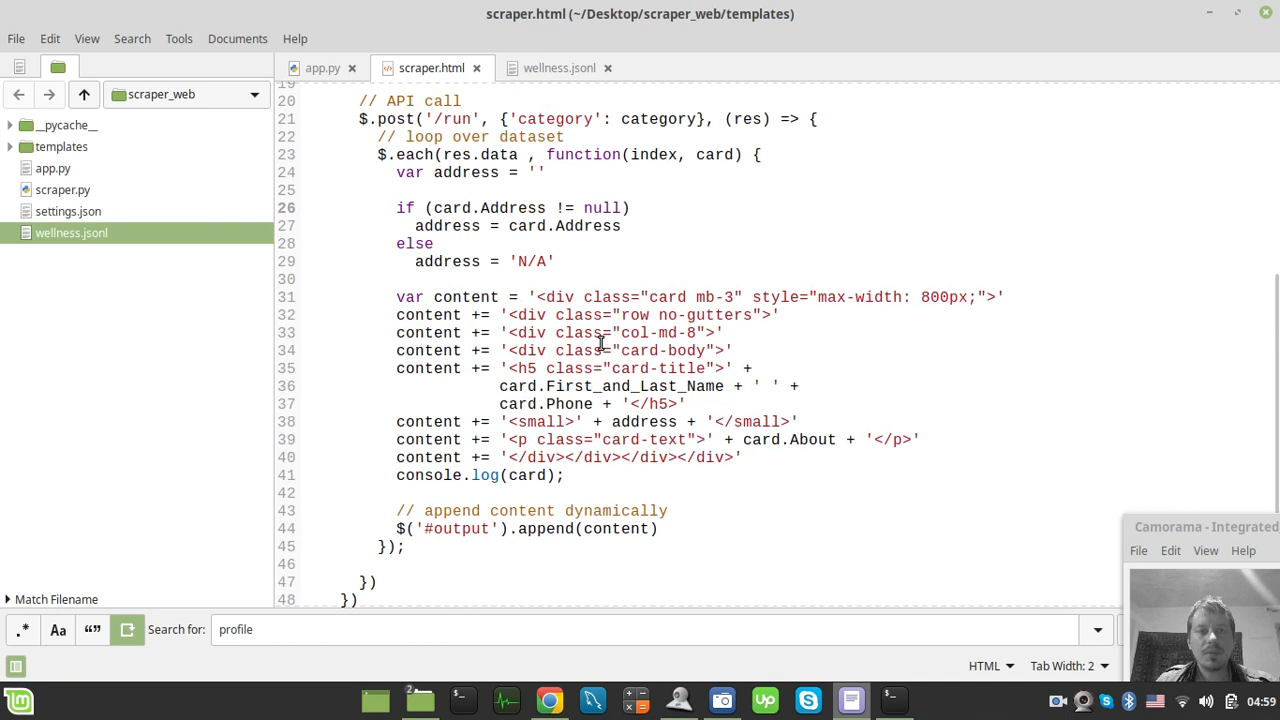 scraper.html (~/Desktop/scraper_web/templates)
File Edit View Search Tools Documents Help
app.py scraper.html wellness.jsonl
scraper_web
__pycache__
templates
app.py
scraper.py
settings.json
wellness.jsonl
Match Filename
19
20 // API call
21 $.post('/run', {'category': category}, (res) => {
22 // loop over dataset
23 $.each(res.data , function(index, card) {
24 var address = ''
25
26 if (card.Address != null)
27 address = card.Address
28 else
29 address = 'N/A'
30
31 var content = '<div class="card mb-3" style="max-width: 800px;">'
32 content += '<div class="row no-gutters">'
33 content += '<div class="col-md-8">'
34 content += '<div class="card-body">'
35 content += '<h5 class="card-title">' +
36 card.First_and_Last_Name + ' ' +
37 card.Phone + '</h5>'
38 content += '<small>' + address + '</small>'
39 content += '<p class="card-text">' + card.About + '</p>'
40 content += '</div></div></div></div>'
41 console.log(card);
42
43 // append content dynamically
44 $('#output').append(content)
45 });
46
47 })
48 })
Camorama - Integrated
File Edit View Help
.* Aa “” Search for: profile
HTML Tab Width: 2
Up
04:59